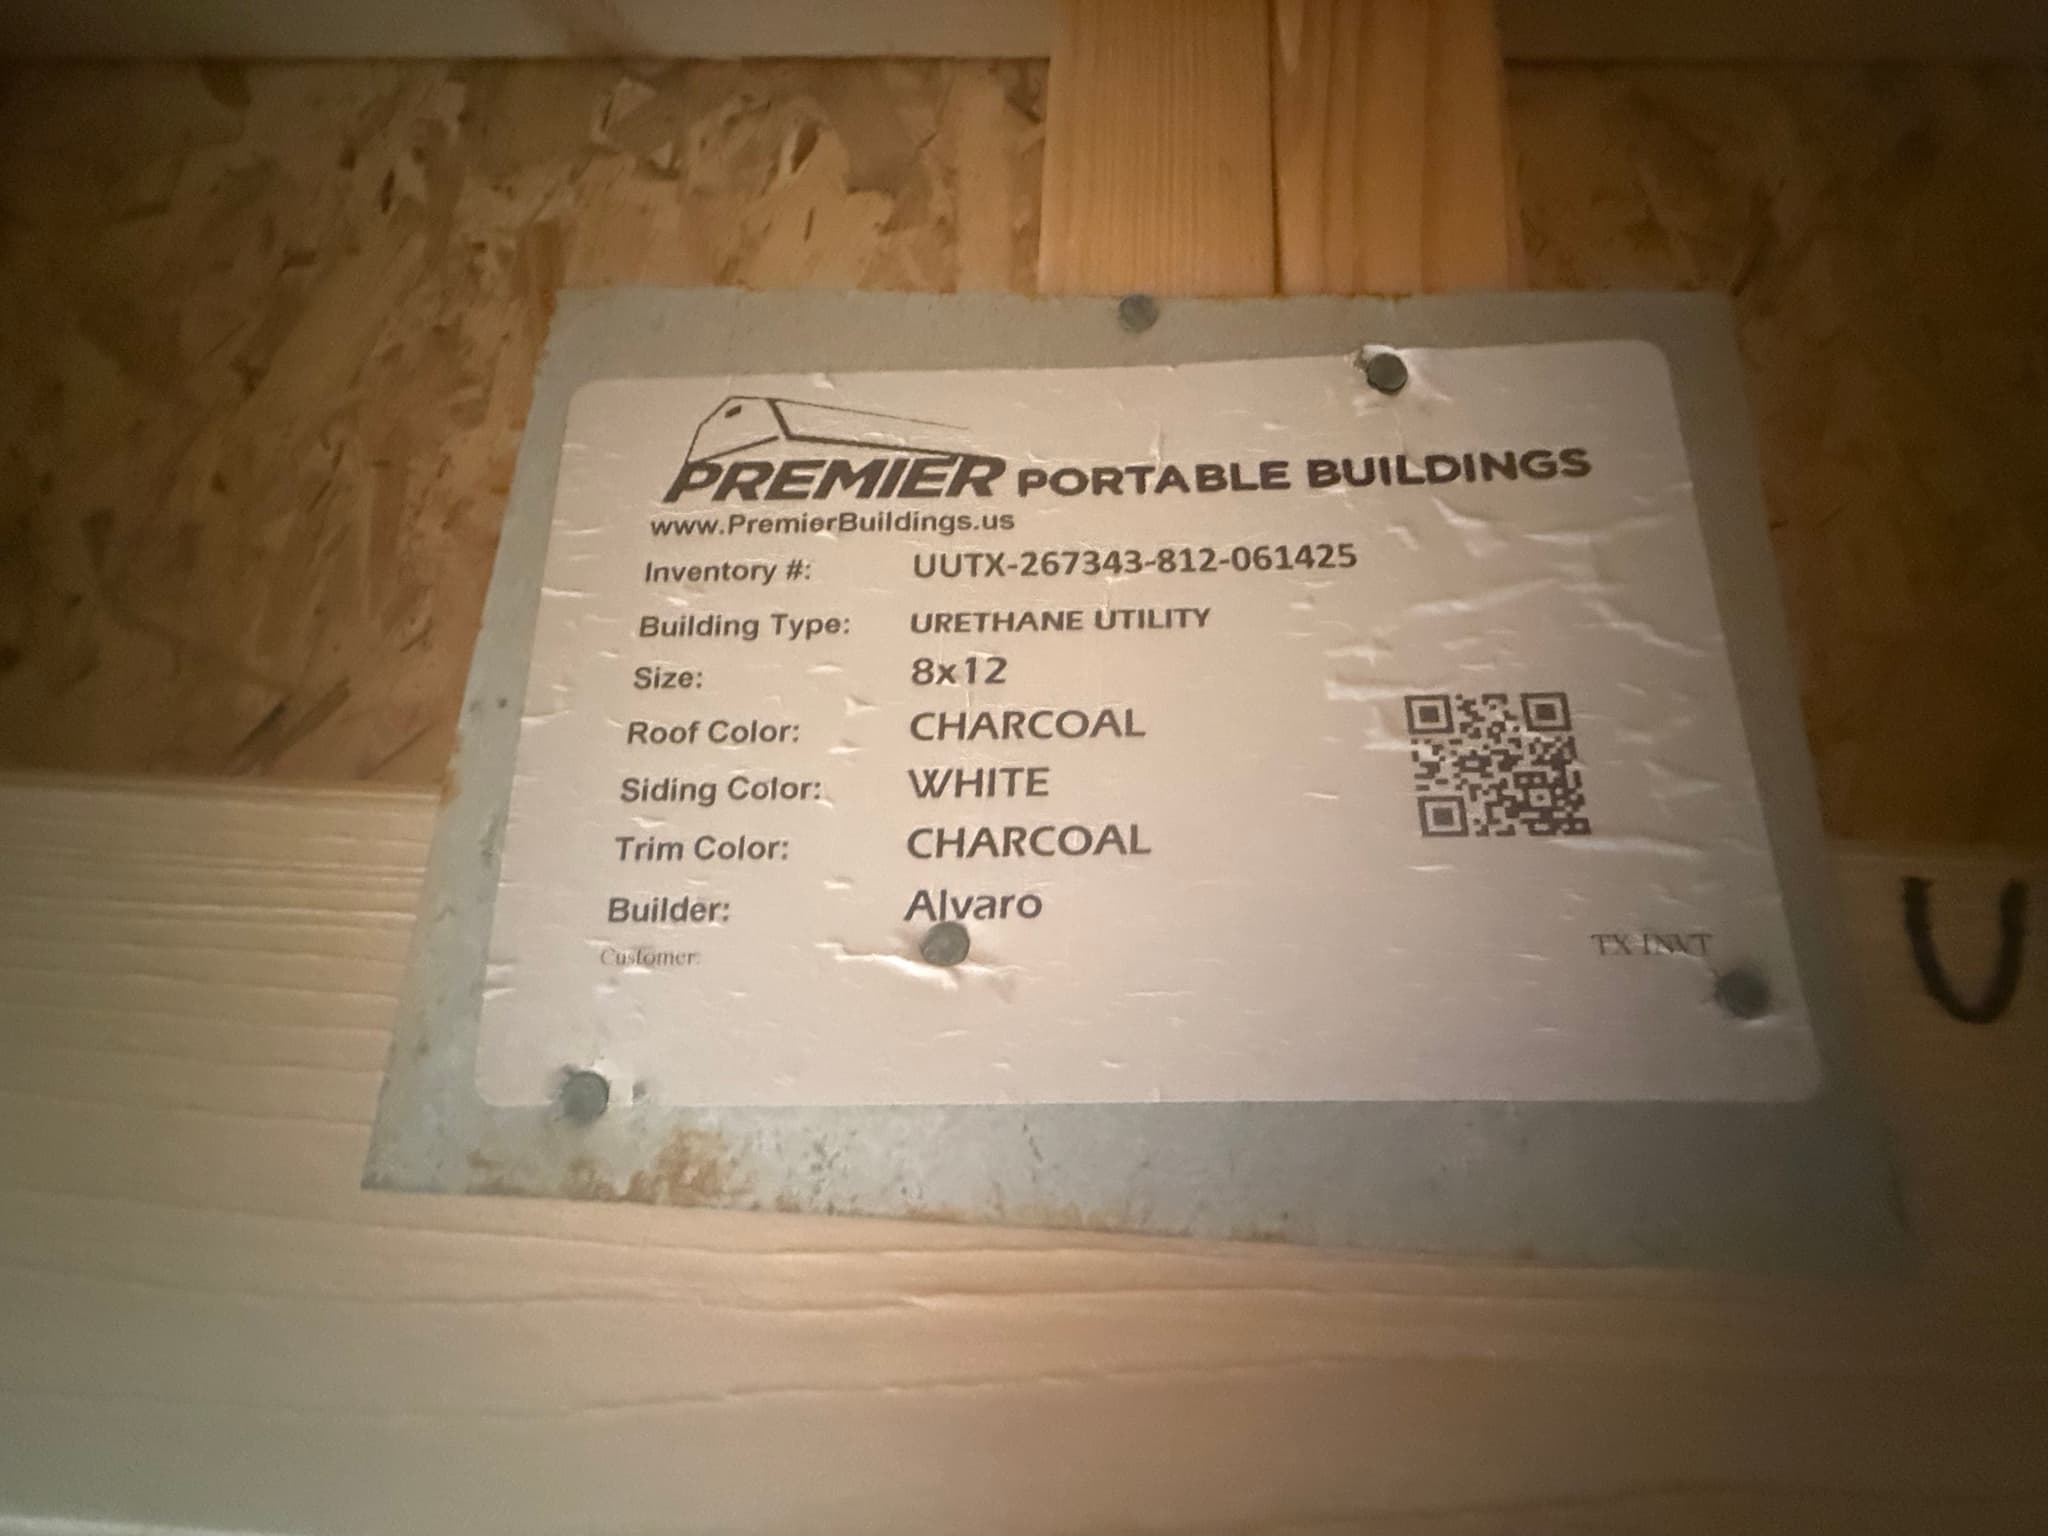 PREMIER PORTABLE BUILDINGS
www.PremierBuildings.us
Inventory #: UUTX-267343-812-061425
Building Type: URETHANE UTILITY
Size: 8x12
Roof Color: CHARCOAL
Siding Color: WHITE
Trim Color: CHARCOAL
Builder: Alvaro
Customer:
TX INVT
U